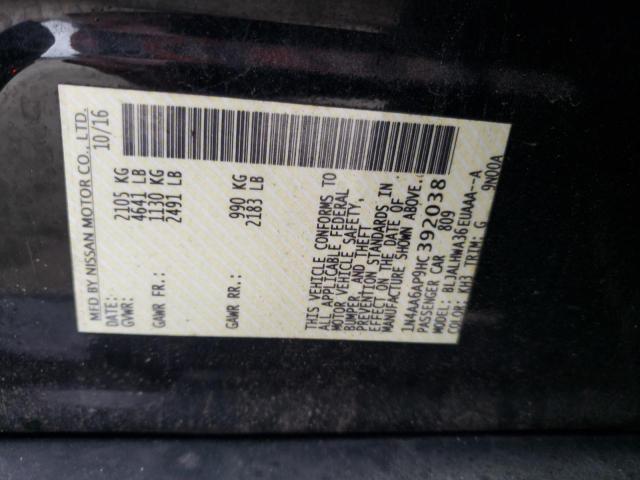 MFD BY NISSAN MOTOR CO., LTD.
DATE: 10/16
GVWR: 2105 KG
4641 LB
GAWR FR: 1130 KG
2491 LB
GAWR RR: 990 KG
2183 LB
THIS VEHICLE CONFORMS TO
ALL APPLICABLE FEDERAL
MOTOR VEHICLE SAFETY,
BUMPER, AND THEFT
PREVENTION STANDARDS IN
EFFECT ON THE DATE OF
MANUFACTURE SHOWN ABOVE.
1N4AA6AP9HC392038
PASSENGER CAR 809
MODEL: BLJALHWA36EUAAA--A
COLOR: KH3 TRIM: G 9N00A